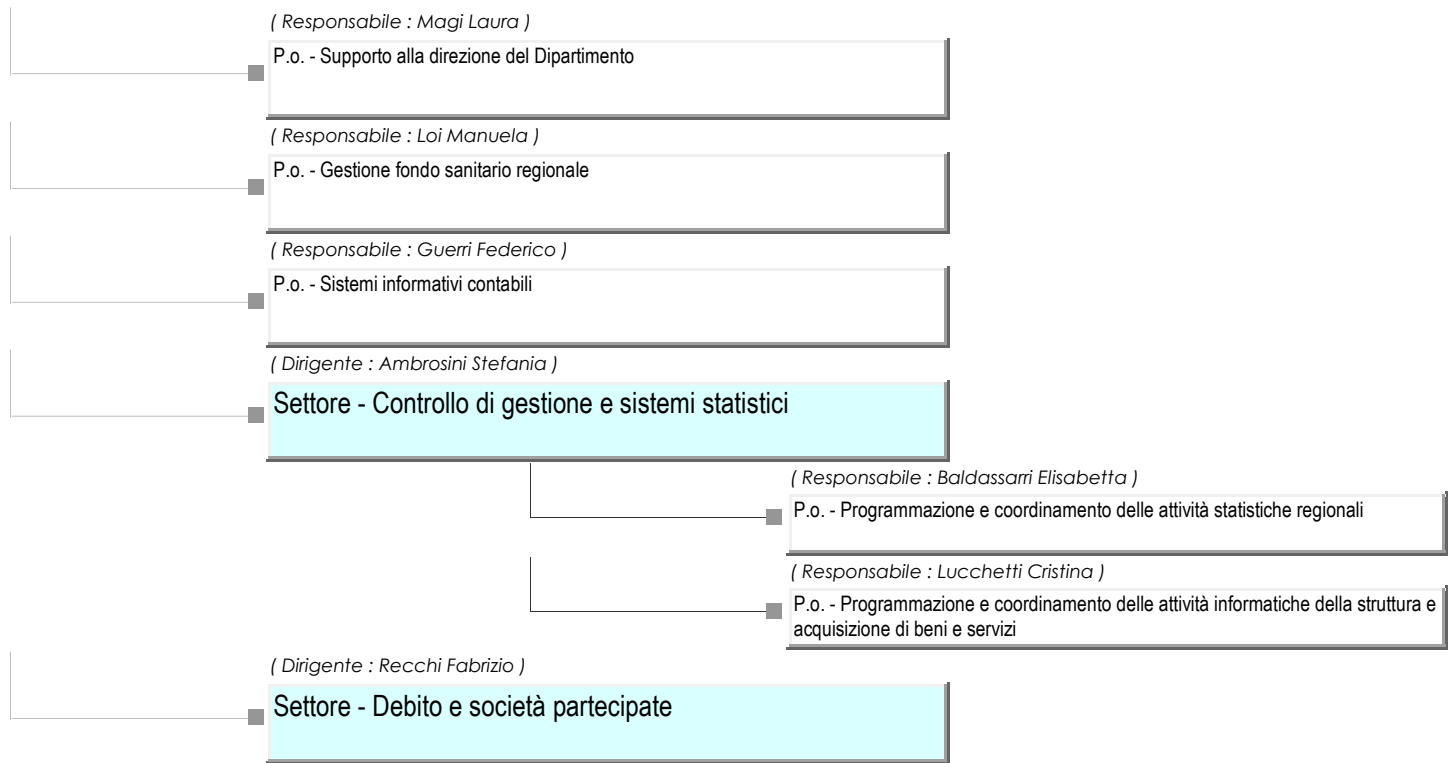 ( Responsabile : Magi Laura )
P.o. - Supporto alla direzione del Dipartimento
( Responsabile : Loi Manuela )
P.o. - Gestione fondo sanitario regionale
( Responsabile : Guerri Federico )
P.o. - Sistemi informativi contabili
( Dirigente : Ambrosini Stefania )
Settore - Controllo di gestione e sistemi statistici
( Responsabile : Baldassarri Elisabetta )
P.o. - Programmazione e coordinamento delle attività statistiche regionali
( Responsabile : Lucchetti Cristina )
P.o. - Programmazione e coordinamento delle attività informatiche della struttura e
acquisizione di beni e servizi
( Dirigente : Recchi Fabrizio )
Settore - Debito e società partecipate